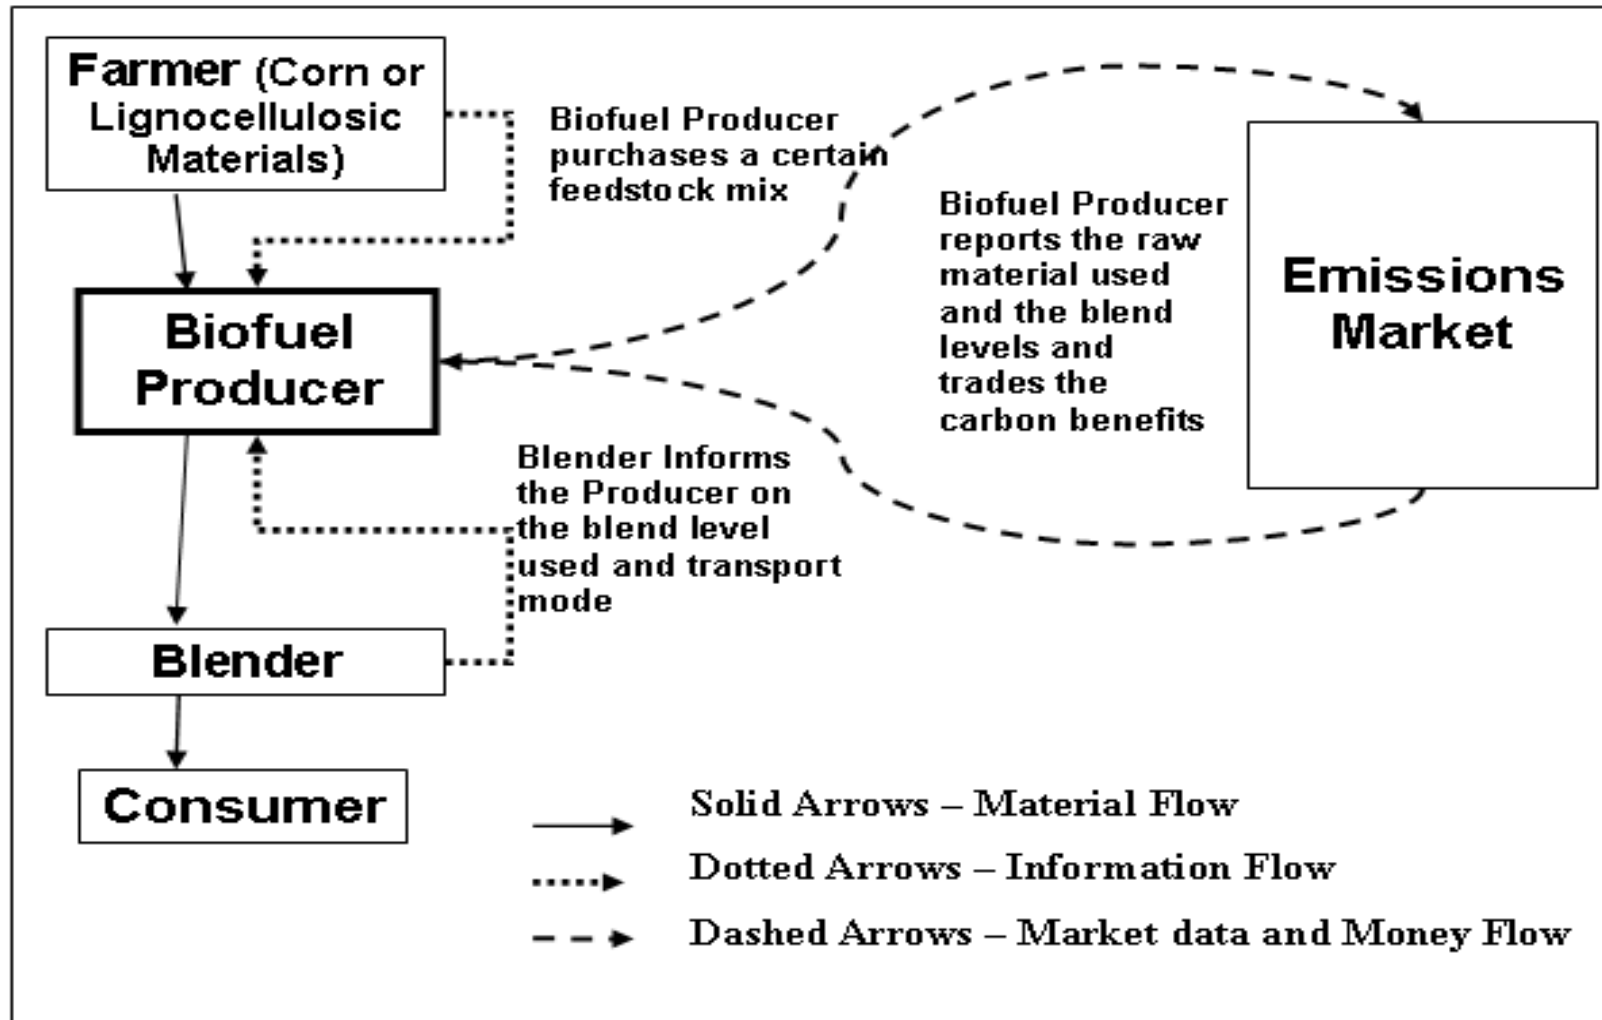 Farmer (Corn or
Lignocellulosic
Materials)
Biofuel Producer
purchases a certain
feedstock mix
Biofuel Producer
reports the raw
material used
and the blend
levels and
trades the
carbon benefits
Emissions
Market
Biofuel
Producer
Blender Informs
the Producer on
the blend level
used and transport
mode
Blender
Consumer
Solid Arrows – Material Flow
Dotted Arrows – Information Flow
Dashed Arrows – Market data and Money Flow